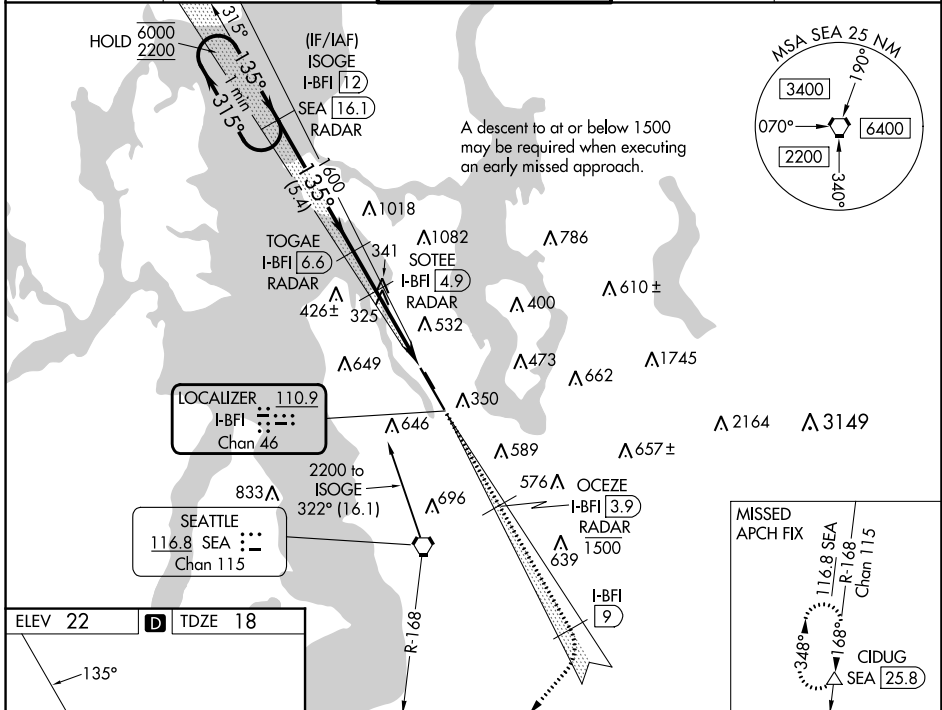 HOLD 6000
2200
315°
135°
1 min
315°
(IF/IAF)
ISOGE
I-BFI 12
SEA 16.1
RADAR
1600
135°
(5.4)
A descent to at or below 1500
may be required when executing
an early missed approach.
MSA SEA 25 NM
190°
3400
070°
6400
2200
340°
1018
TOGAE
I-BFI 6.6
RADAR
341
1082
SOTEE
I-BFI 4.9
RADAR
786
610 ±
426±
325
400
532
649
473
662
1745
LOCALIZER 110.9
I-BFI
Chan 46
350
646
2164
3149
589
657 ±
2200 to
ISOGE
322° (16.1)
833
696
576
OCEZE
I-BFI 3.9
RADAR
1500
639
SEATTLE
116.8 SEA
Chan 115
I-BFI
9
R-168
MISSED
APCH FIX
116.8 SEA
R-168
Chan 115
348°
168°
CIDUG
SEA 25.8
ELEV 22 D TDZE 18
135°